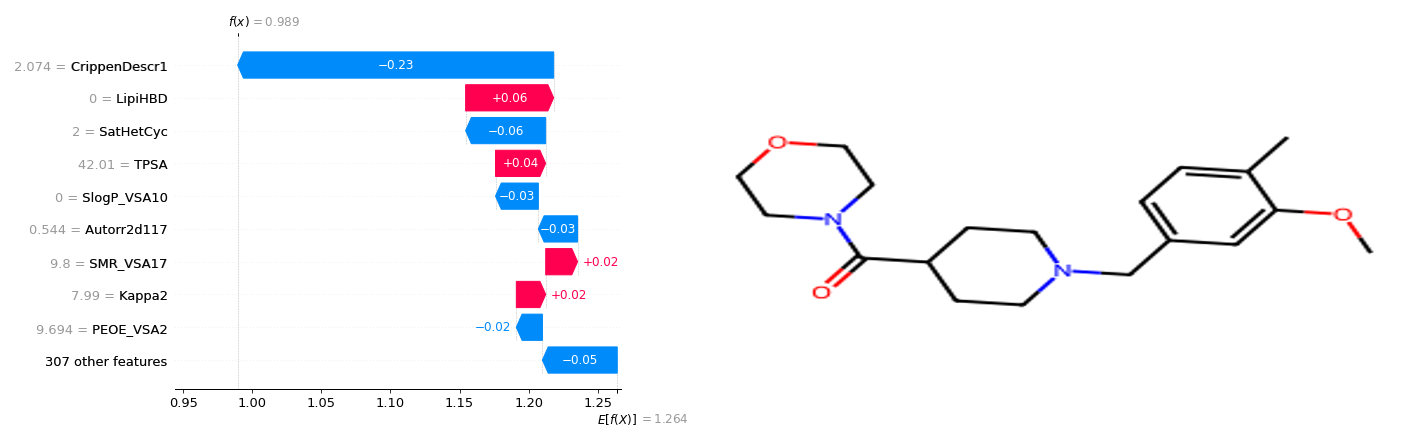 f(x) = 0.989
2.074 = CrippenDescr1 −0.23
0 = LipiHBD +0.06
2 = SatHetCyc −0.06
42.01 = TPSA +0.04
0 = SlogP_VSA10 −0.03
0.544 = Autorr2d117 −0.03
9.8 = SMR_VSA17 +0.02
7.99 = Kappa2 +0.02
9.694 = PEOE_VSA2 −0.02
307 other features −0.05
0.95 1.00 1.05 1.10 1.15 1.20 1.25
E[f(X)] = 1.264
O
N
O
N
O